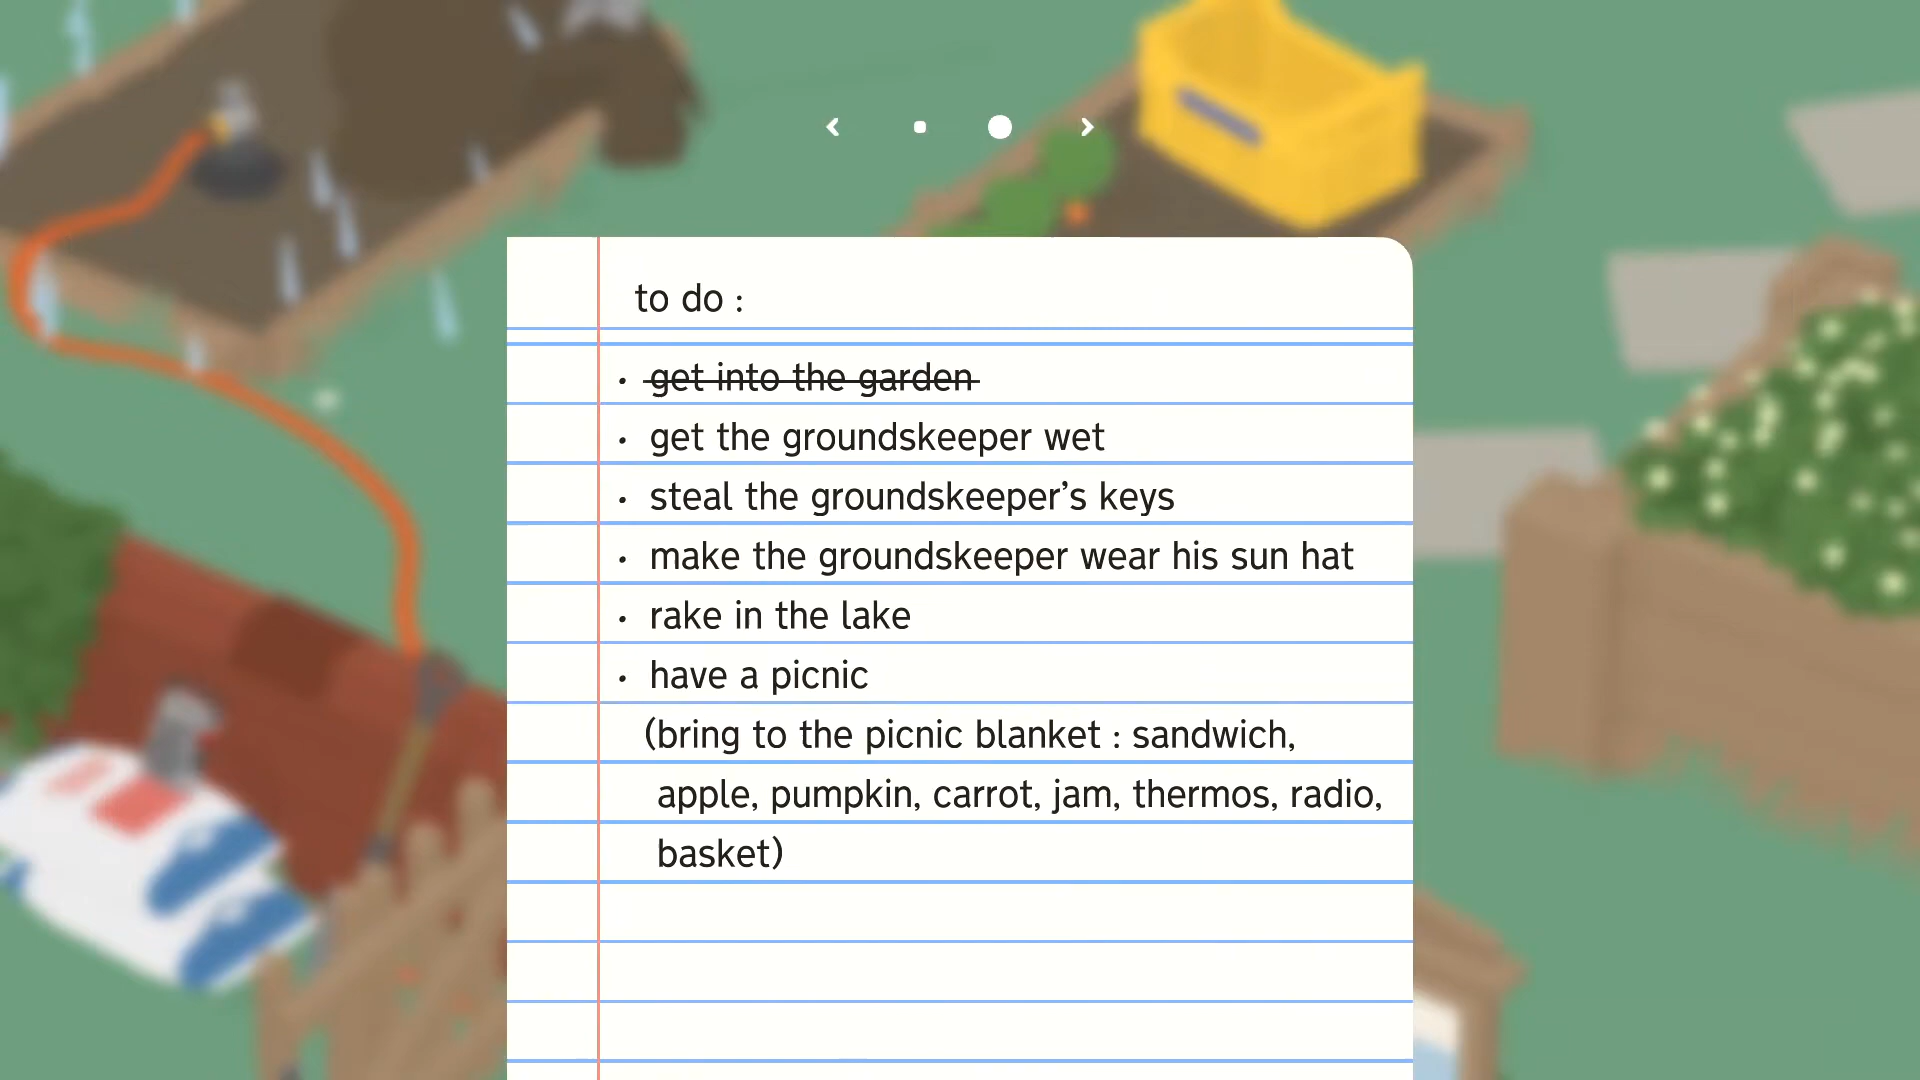 to do :
• get into the garden
• get the groundskeeper wet
• steal the groundskeeper’s keys
• make the groundskeeper wear his sun hat
• rake in the lake
• have a picnic
(bring to the picnic blanket : sandwich,
apple, pumpkin, carrot, jam, thermos, radio,
basket)